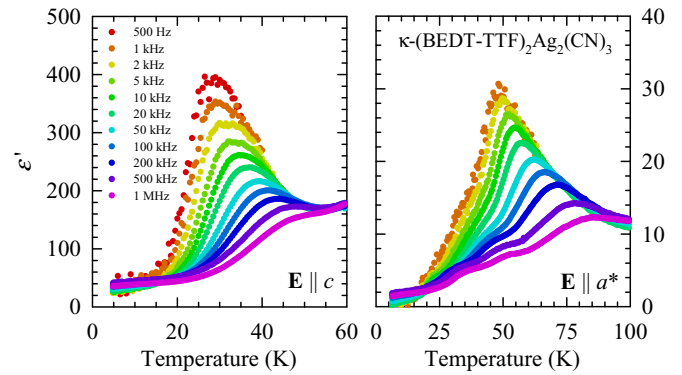 κ-(BEDT-TTF)₂Ag₂(CN)₃
ε'
500
400
300
200
100
0
500 Hz
1 kHz
2 kHz
5 kHz
10 kHz
20 kHz
50 kHz
100 kHz
200 kHz
500 kHz
1 MHz
E || c
0 20 40 60
Temperature (K)
40
30
20
10
0
E || a*
0 25 50 75 100
Temperature (K)